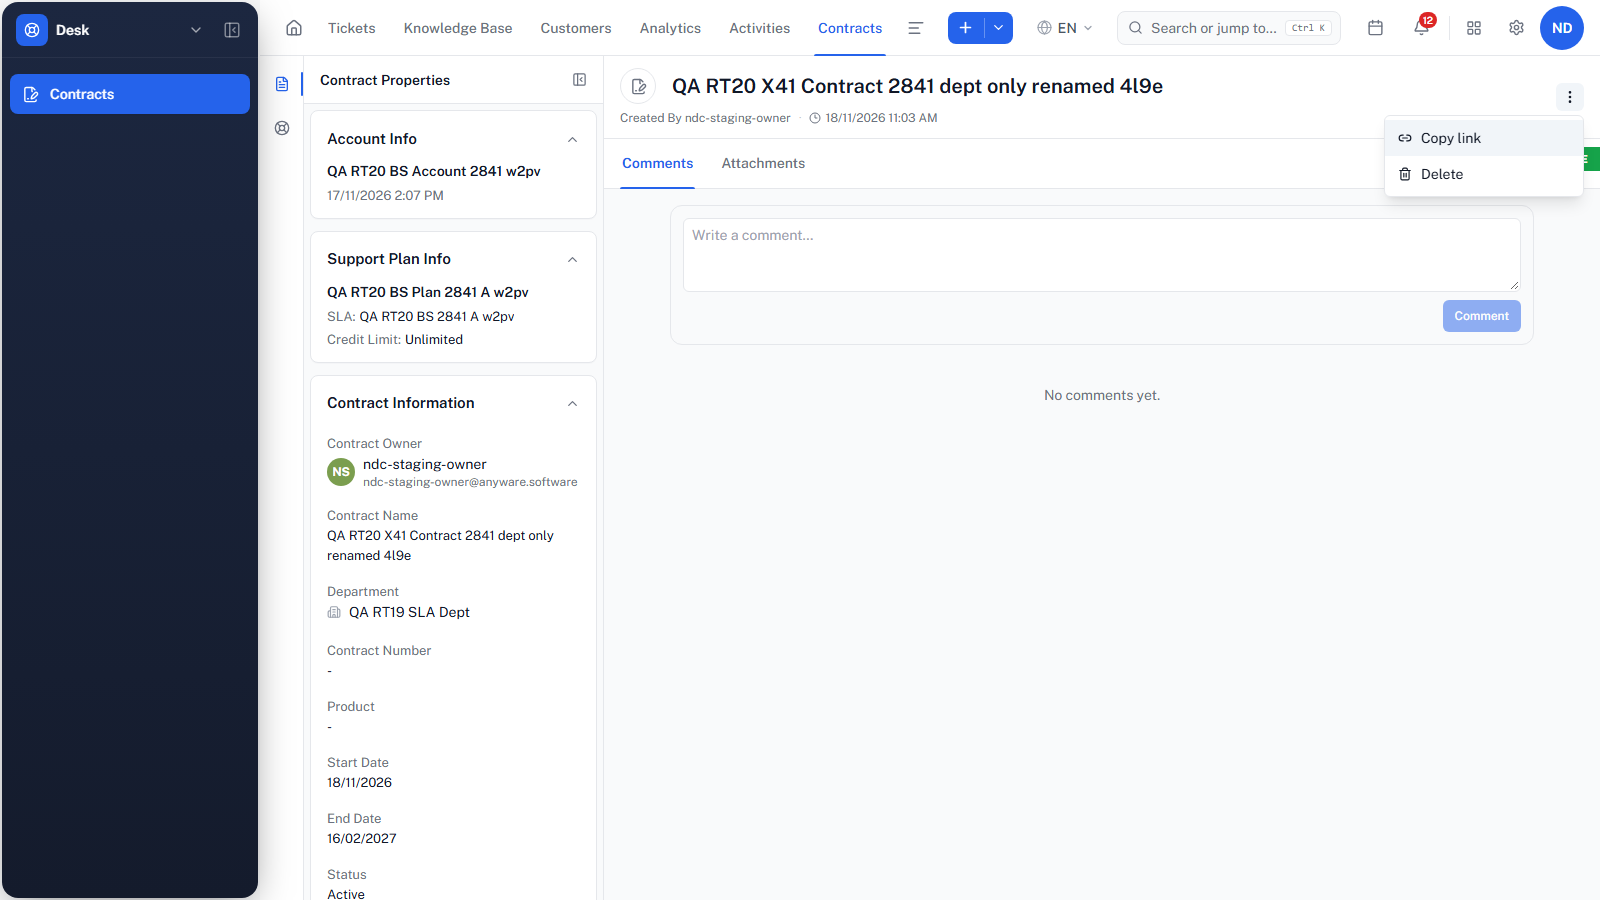 Desk
Contracts
Tickets
Knowledge Base
Customers
Analytics
Activities
Contracts
EN
Search or jump to...
Ctrl K
12
ND
Contract Properties
Account Info
QA RT20 BS Account 2841 w2pv
17/11/2026 2:07 PM
Support Plan Info
QA RT20 BS Plan 2841 A w2pv
SLA: QA RT20 BS 2841 A w2pv
Credit Limit: Unlimited
Contract Information
Contract Owner
NS
ndc-staging-owner
ndc-staging-owner@anyware.software
Contract Name
QA RT20 X41 Contract 2841 dept only
renamed 4l9e
Department
QA RT19 SLA Dept
Contract Number
-
Product
-
Start Date
18/11/2026
End Date
16/02/2027
Status
Active
QA RT20 X41 Contract 2841 dept only renamed 4l9e
Created By ndc-staging-owner · 18/11/2026 11:03 AM
Copy link
Delete
E
Comments
Attachments
Write a comment...
Comment
No comments yet.